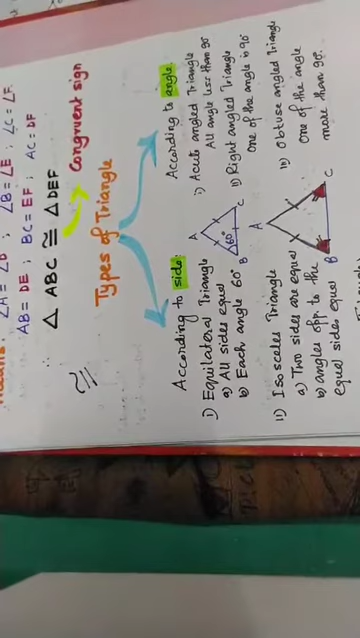 ∠A = ∠D ; ∠B = ∠E ; ∠C = ∠F
AB = DE ; BC = EF ; AC = DF
∴ △ ABC ≅ △ DEF
Congruent sign
≅
Types of Triangle
According to side
i) Equilateral Triangle
a) All sides equal
b) Each angle 60°
A
B
C
60°
ii) Isosceles Triangle
a) Two sides are equal
b) angles opp to the
equal sides equal
A
B
C
According to angle
i) Acut angled Triangle
All angle less than 90°
ii) Right angled Triangle
One of the angle is 90°
iii) Obtuse angled Triangle
One of the angle
more than 90°.